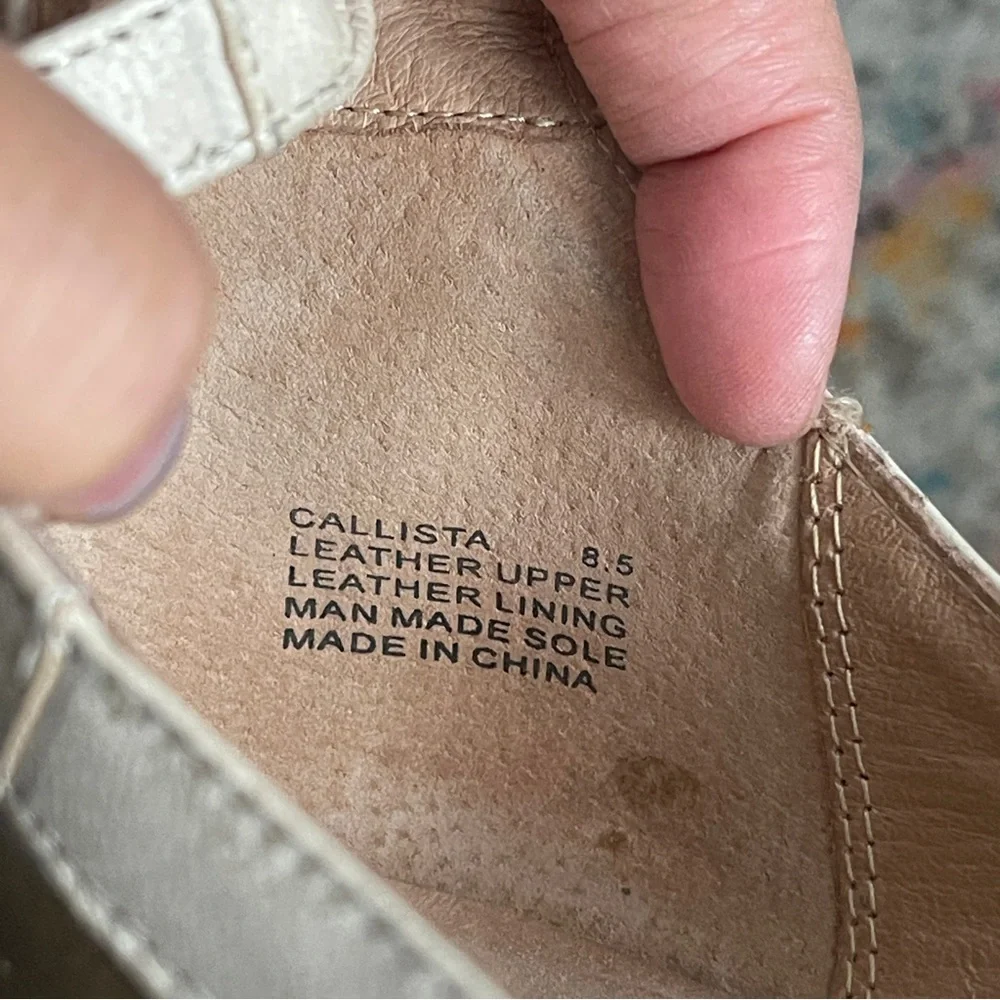 CALLISTA 8.5
LEATHER UPPER
LEATHER LINING
MAN MADE SOLE
MADE IN CHINA